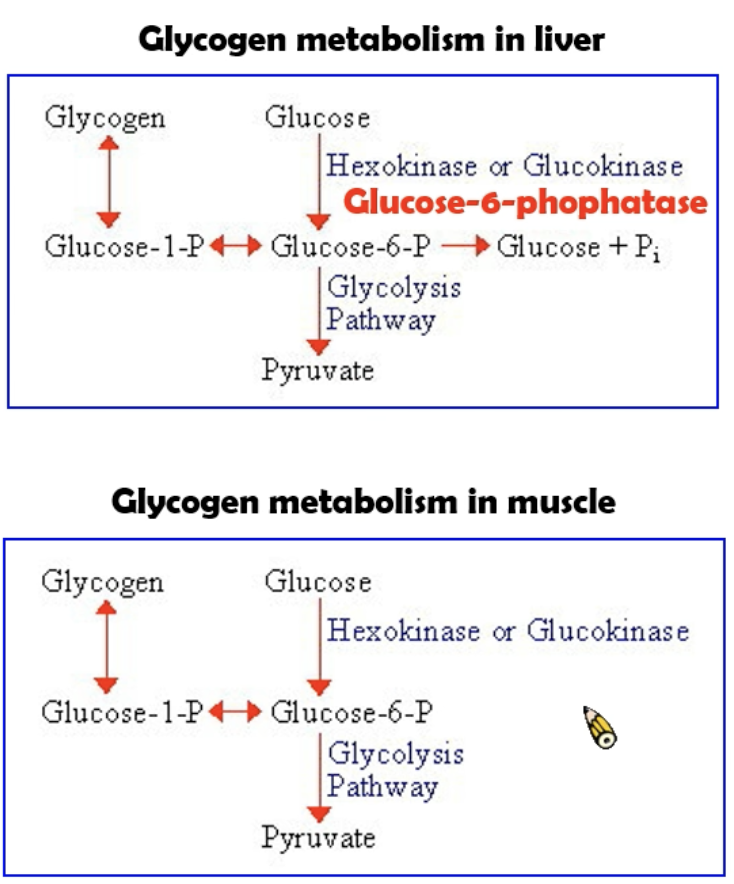 Glycogen metabolism in liver
Glycogen Glucose
Hexokinase or Glucokinase
Glucose-6-phophatase
Glucose-1-P Glucose-6-P Glucose + Pi
Glycolysis
Pathway
Pyruvate
Glycogen metabolism in muscle
Glycogen Glucose
Hexokinase or Glucokinase
Glucose-1-P Glucose-6-P
Glycolysis
Pathway
Pyruvate